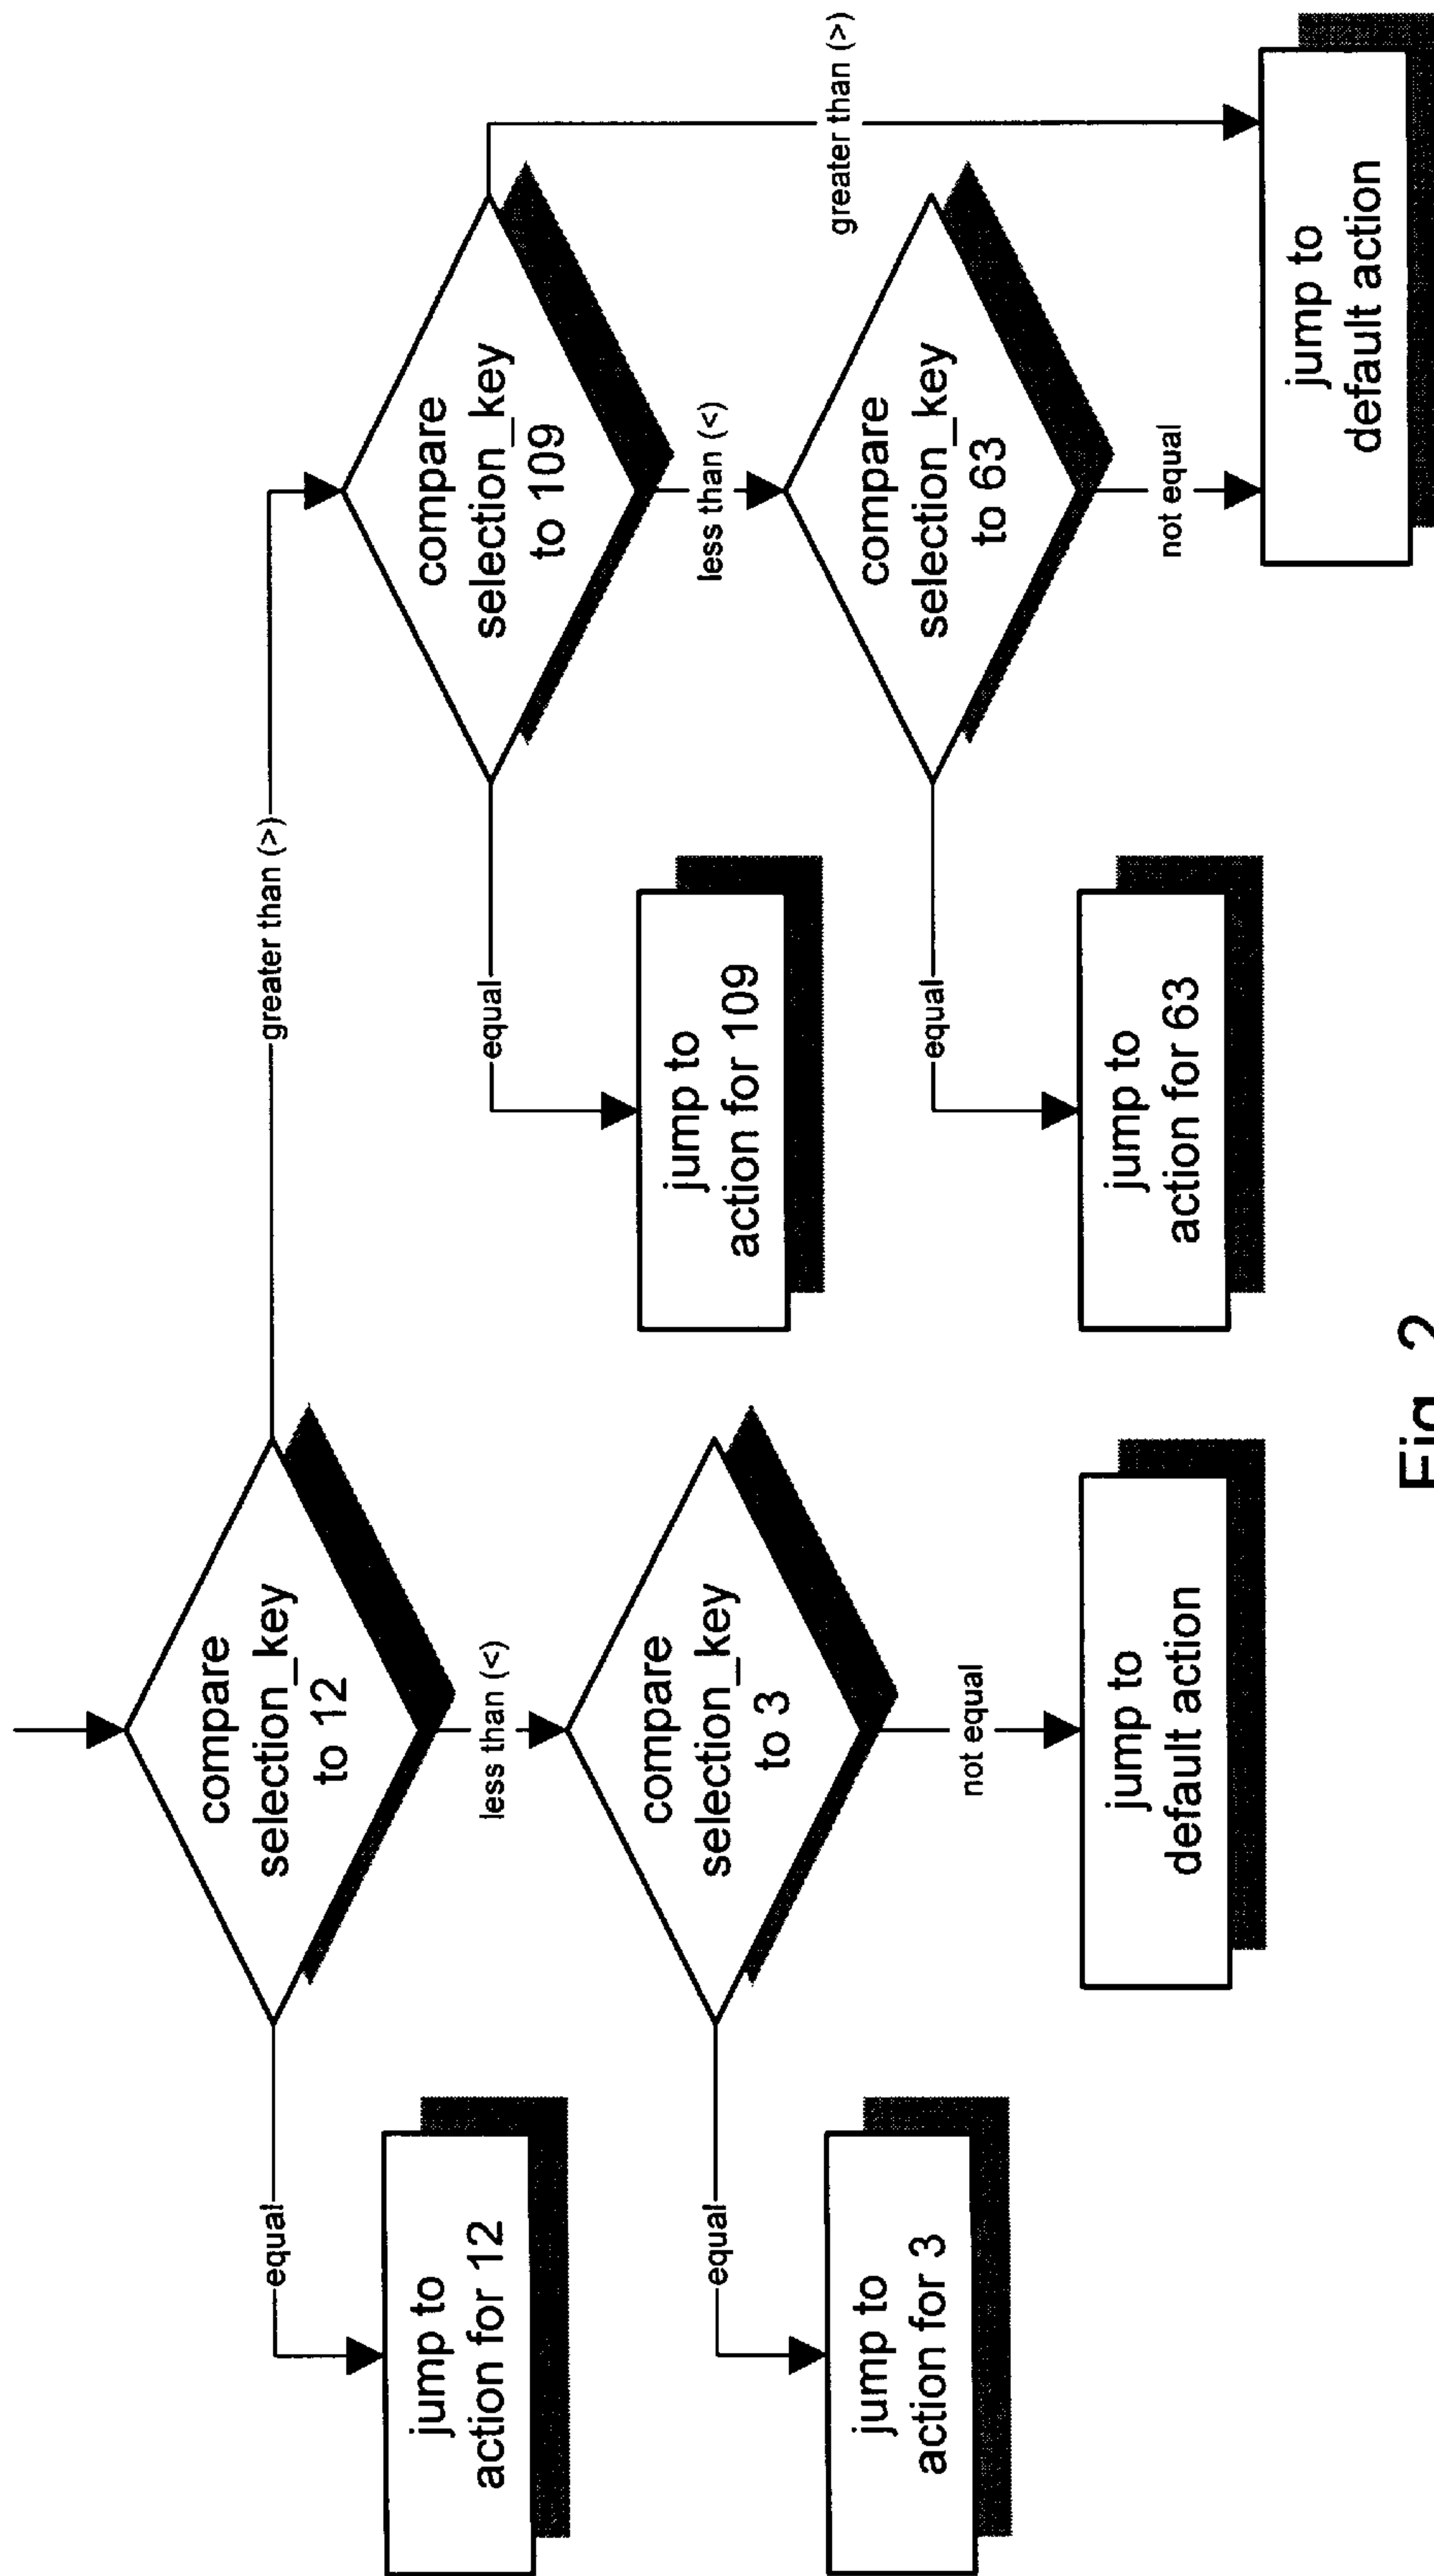 compare
selection_key
to 12
equal
greater than (>)
less than (<)
jump to
action for 12
compare
selection_key
to 109
equal
greater than (>)
less than (<)
compare
selection_key
to 3
equal
not equal
jump to
action for 3
jump to
action for 109
compare
selection_key
to 63
equal
not equal
jump to
default action
jump to
action for 63
jump to
default action
Fig. 2